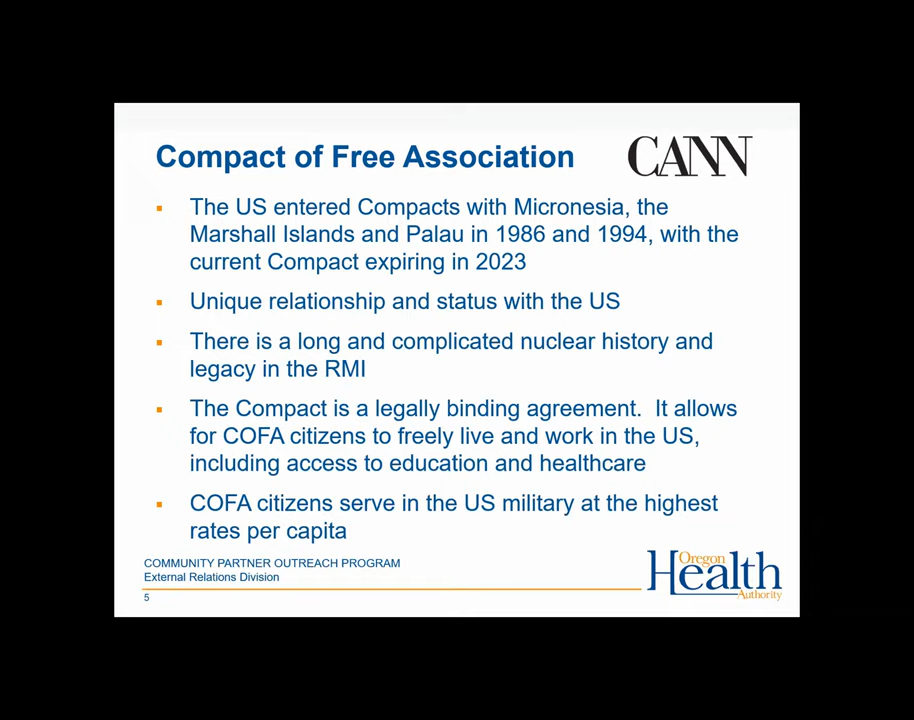 Compact of Free Association
CANN
▪ The US entered Compacts with Micronesia, the
Marshall Islands and Palau in 1986 and 1994, with the
current Compact expiring in 2023
▪ Unique relationship and status with the US
▪ There is a long and complicated nuclear history and
legacy in the RMI
▪ The Compact is a legally binding agreement.  It allows
for COFA citizens to freely live and work in the US,
including access to education and healthcare
▪ COFA citizens serve in the US military at the highest
rates per capita
COMMUNITY PARTNER OUTREACH PROGRAM
External Relations Division
5
Oregon
Health
Authority